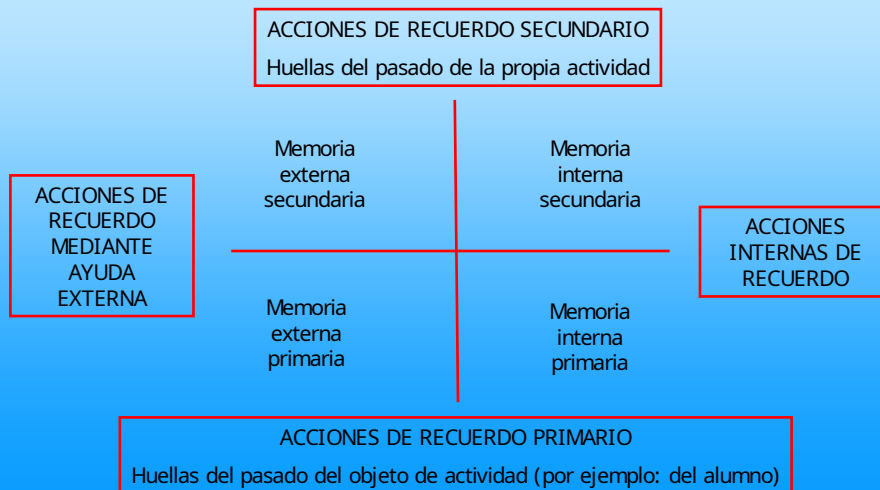 ACCIONES DE RECUERDO SECUNDARIO
Huellas del pasado de la propia actividad
Memoria
externa
secundaria
Memoria
interna
secundaria
ACCIONES DE
RECUERDO
MEDIANTE
AYUDA
EXTERNA
ACCIONES
INTERNAS DE
RECUERDO
Memoria
externa
primaria
Memoria
interna
primaria
ACCIONES DE RECUERDO PRIMARIO
Huellas del pasado del objeto de actividad (por ejemplo: del alumno)